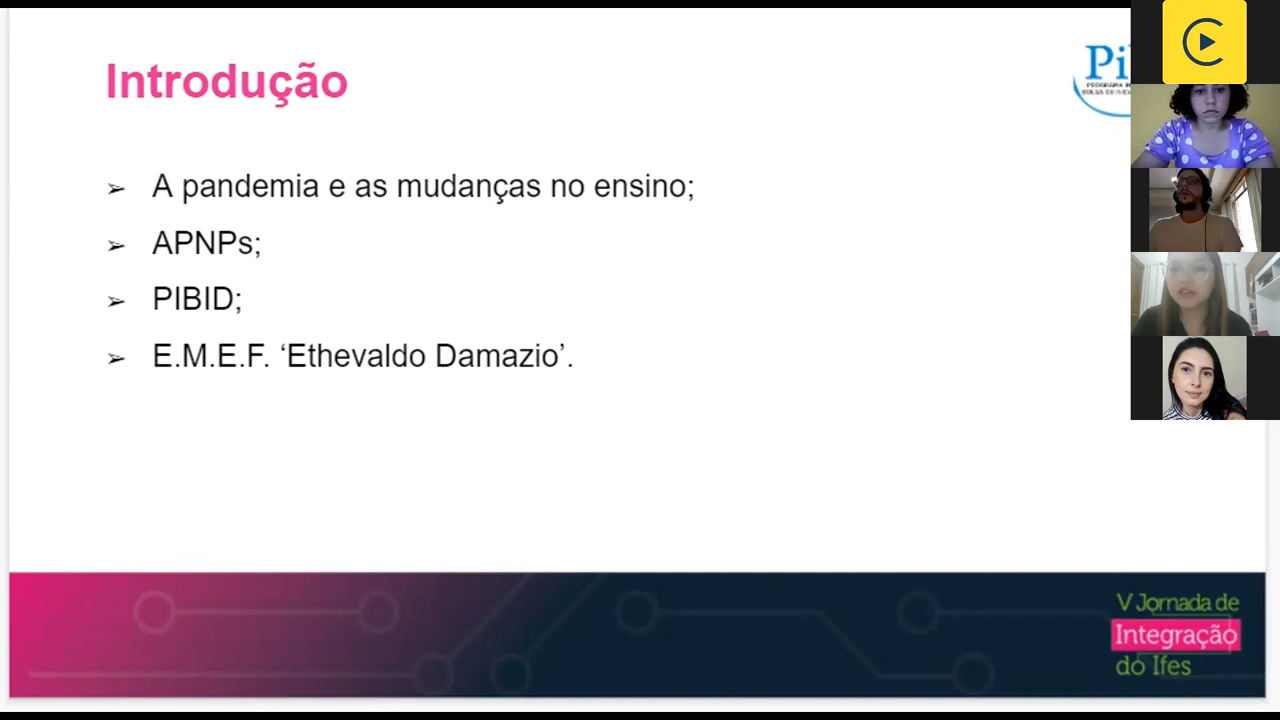 Introdução
➢ A pandemia e as mudanças no ensino;
➢ APNPs;
➢ PIBID;
➢ E.M.E.F. ‘Ethevaldo Damazio’.
V Jornada de
Integração
do Ifes